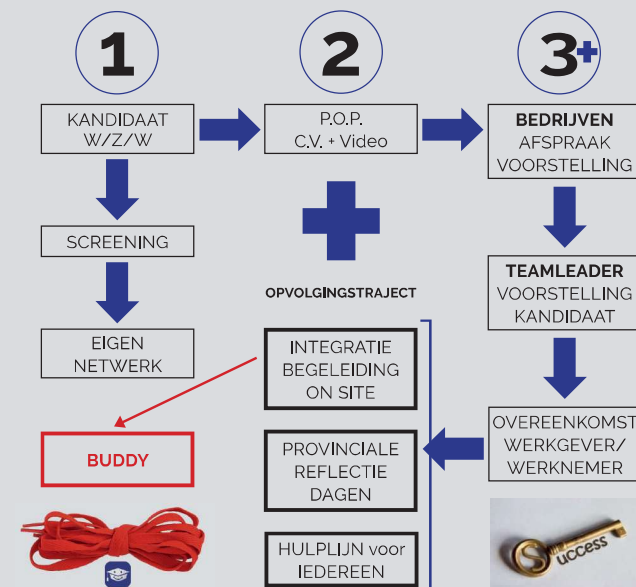 1
2
3+
KANDIDAAT
W/Z/W
P.O.P.
C.V. + Video
BEDRIJVEN
AFSPRAAK
VOORSTELLING
SCREENING
OPVOLGINGSTRAJECT
TEAMLEADER
VOORSTELLING
KANDIDAAT
EIGEN
NETWERK
INTEGRATIE
BEGELEIDING
ON SITE
BUDDY
PROVINCIALE
REFLECTIE
DAGEN
OVEREENKOMST
WERKGEVER/
WERKNEMER
HULPLIJN voor
IEDEREEN
Success